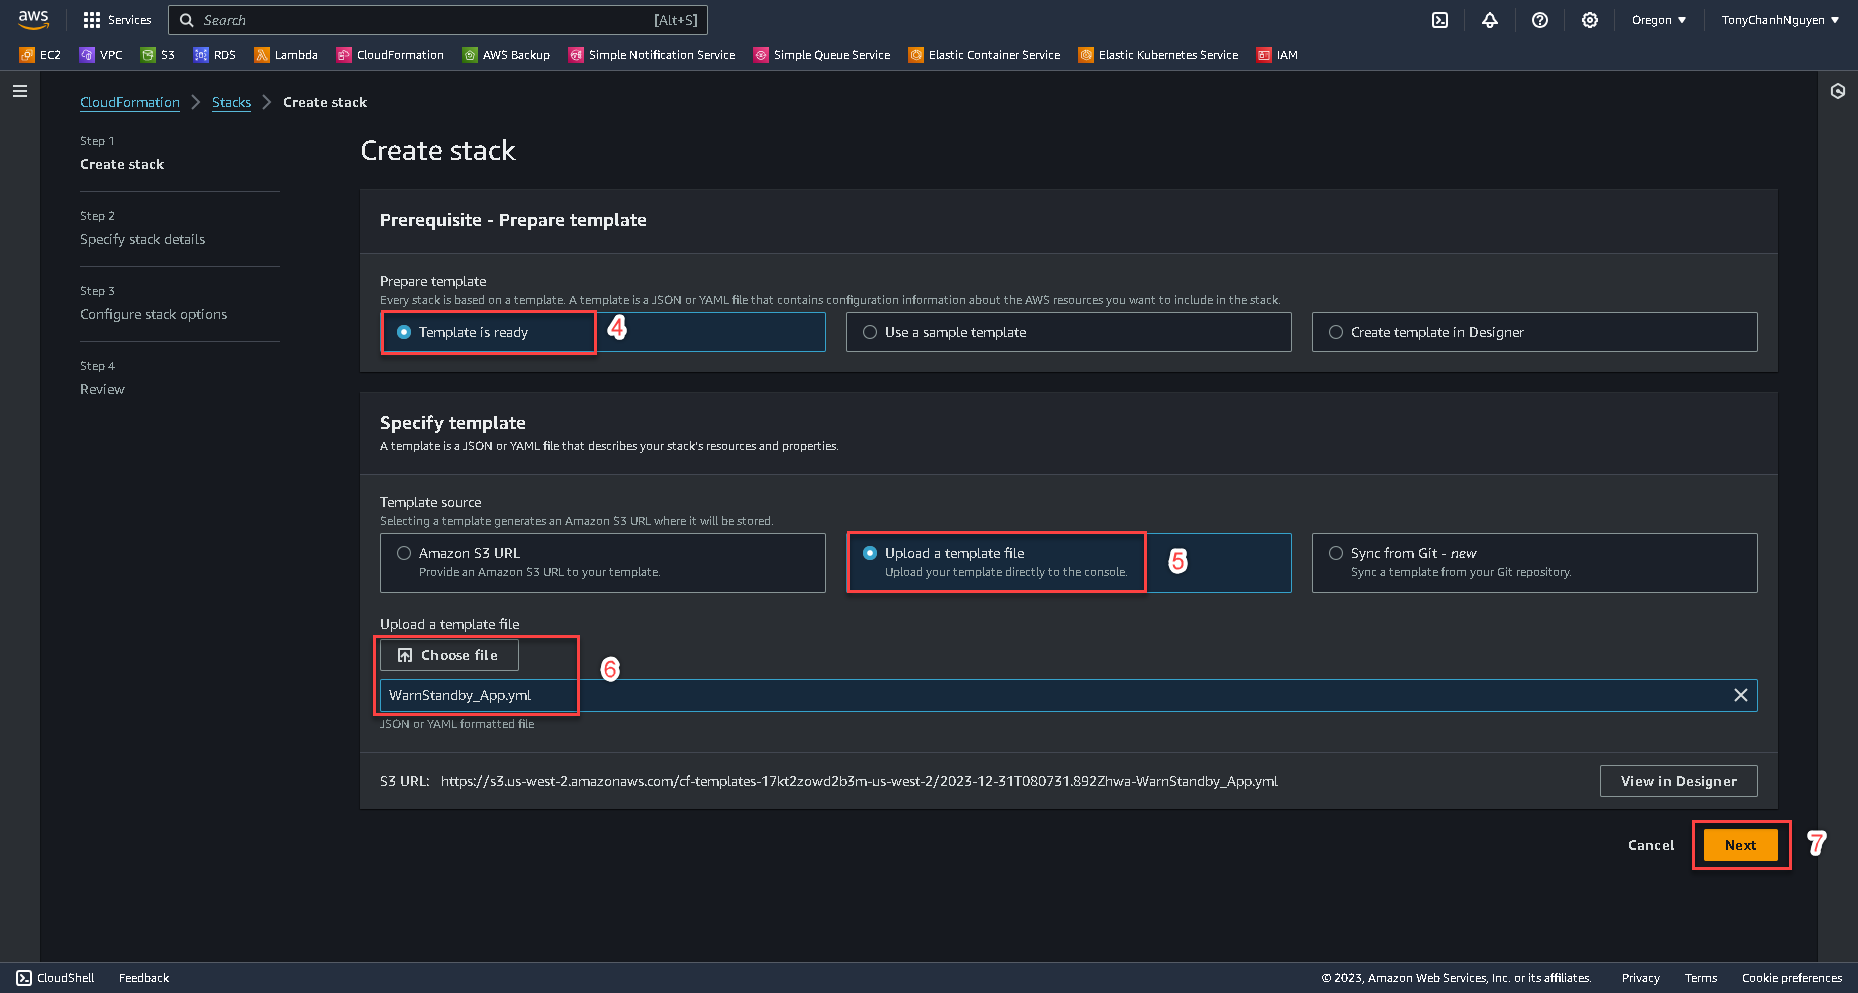 aws
Services
Search [Alt+S]
Oregon ▼
TonyChanhNguyen ▼
EC2 VPC S3 RDS Lambda CloudFormation AWS Backup Simple Notification Service Simple Queue Service Elastic Container Service Elastic Kubernetes Service IAM
CloudFormation > Stacks > Create stack
Step 1
Create stack
Step 2
Specify stack details
Step 3
Configure stack options
Step 4
Review
Create stack
Prerequisite - Prepare template
Prepare template
Every stack is based on a template. A template is a JSON or YAML file that contains configuration information about the AWS resources you want to include in the stack.
Template is ready
4
Use a sample template
Create template in Designer
Specify template
A template is a JSON or YAML file that describes your stack's resources and properties.
Template source
Selecting a template generates an Amazon S3 URL where it will be stored.
Amazon S3 URL
Provide an Amazon S3 URL to your template.
Upload a template file
Upload your template directly to the console.
5
Sync from Git - new
Sync a template from your Git repository.
Upload a template file
Choose file
6
WarnStandby_App.yml
JSON or YAML formatted file
S3 URL: https://s3.us-west-2.amazonaws.com/cf-templates-17kt2zowd2b3m-us-west-2/2023-12-31T080731.892Zhwa-WarnStandby_App.yml
View in Designer
Cancel
Next
7
CloudShell Feedback
© 2023, Amazon Web Services, Inc. or its affiliates. Privacy Terms Cookie preferences